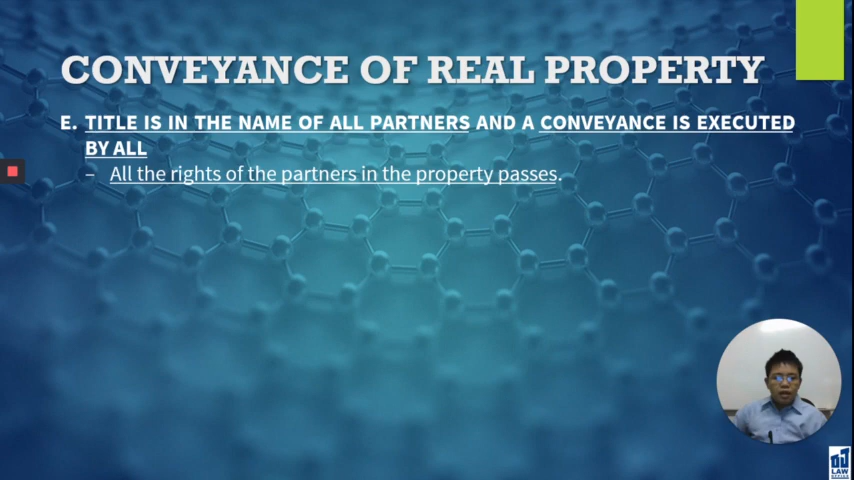 CONVEYANCE OF REAL PROPERTY
E. TITLE IS IN THE NAME OF ALL PARTNERS AND A CONVEYANCE IS EXECUTED
BY ALL
– All the rights of the partners in the property passes.
LAW